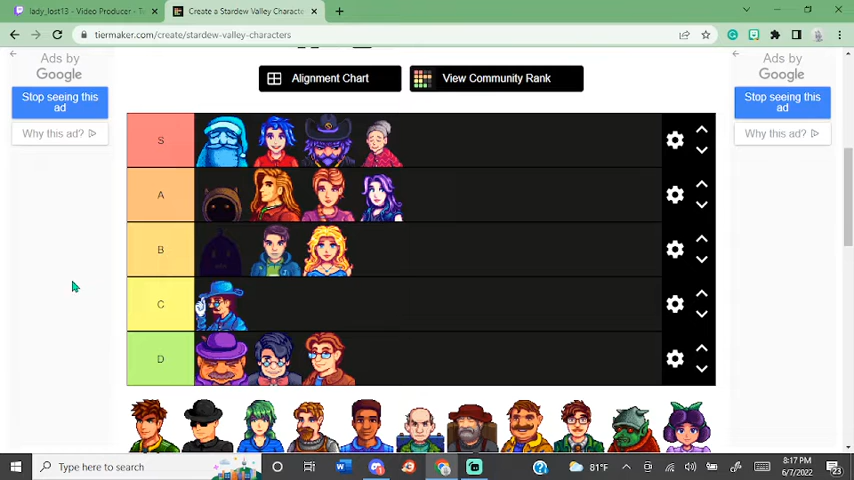 lady_lost13 - Video Producer - Tw
Create a Stardew Valley Characte
tiermaker.com/create/stardew-valley-characters
Ads by
Google
Stop seeing this
ad
Why this ad?
Alignment Chart
View Community Rank
Ads by
Google
Stop seeing this
ad
Why this ad?
S
A
B
C
D
Type here to search
81°F
8:17 PM
6/7/2022
23